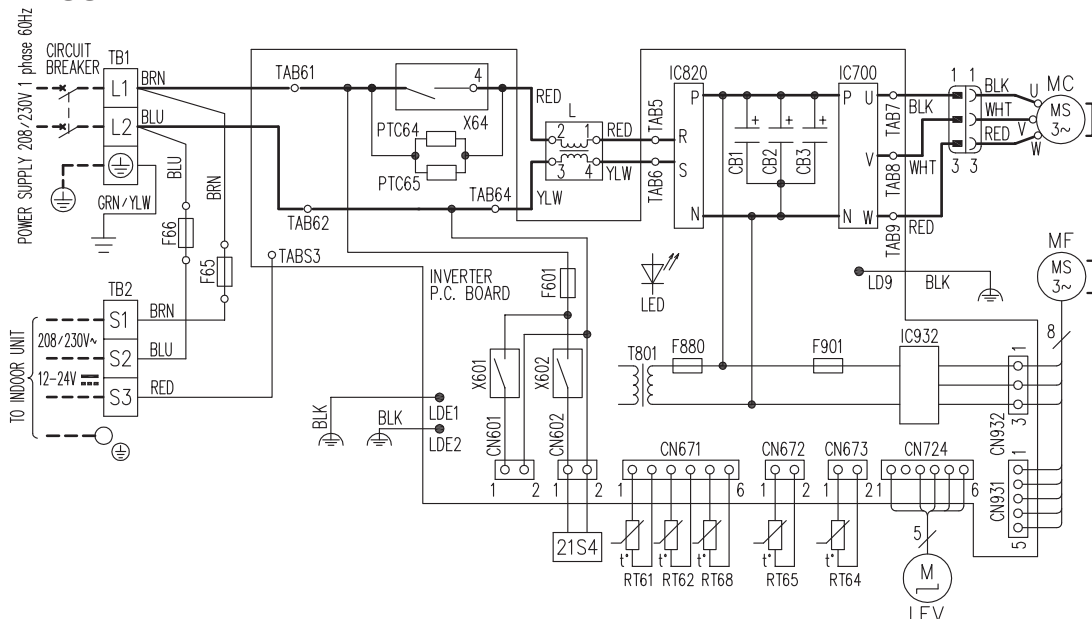 POWER SUPPLY 208/230V 1 phase 60Hz
CIRCUIT
BREAKER
TB1
L1
L2
BRN
BLU
BLU
BRN
GRN/YLW
F66
F65
TAB61
TAB62
TAB64
TABS3
4
X64
PTC64
PTC65
RED
YLW
L
2 1
3 4
RED
YLW
TAB5
TAB6
IC820
P
R
S
N
CB1
CB2
CB3
+
+
+
IC700
P U
V
N W
TAB7
TAB8
TAB9
BLK
WHT
RED
1 1
3 3
BLK
WHT
RED
U
V
W
MC
MS
3~
MF
MS
3~
8
TB2
S1
S2
S3
BRN
BLU
RED
TO INDOOR UNIT
208/230V~
12-24V
INVERTER
P.C. BOARD
F601
X601
X602
LED
LD9
BLK
T801
F880
F901
IC932
CN932
1
3
CN931
1
5
BLK
BLK
LDE1
LDE2
CN601
1 2
CN602
1 2
21S4
CN671
1 6
CN672
1 2
CN673
1 2
CN724
1 6
t°
RT61
t°
RT62
t°
RT68
t°
RT65
t°
RT64
5
M
LEV